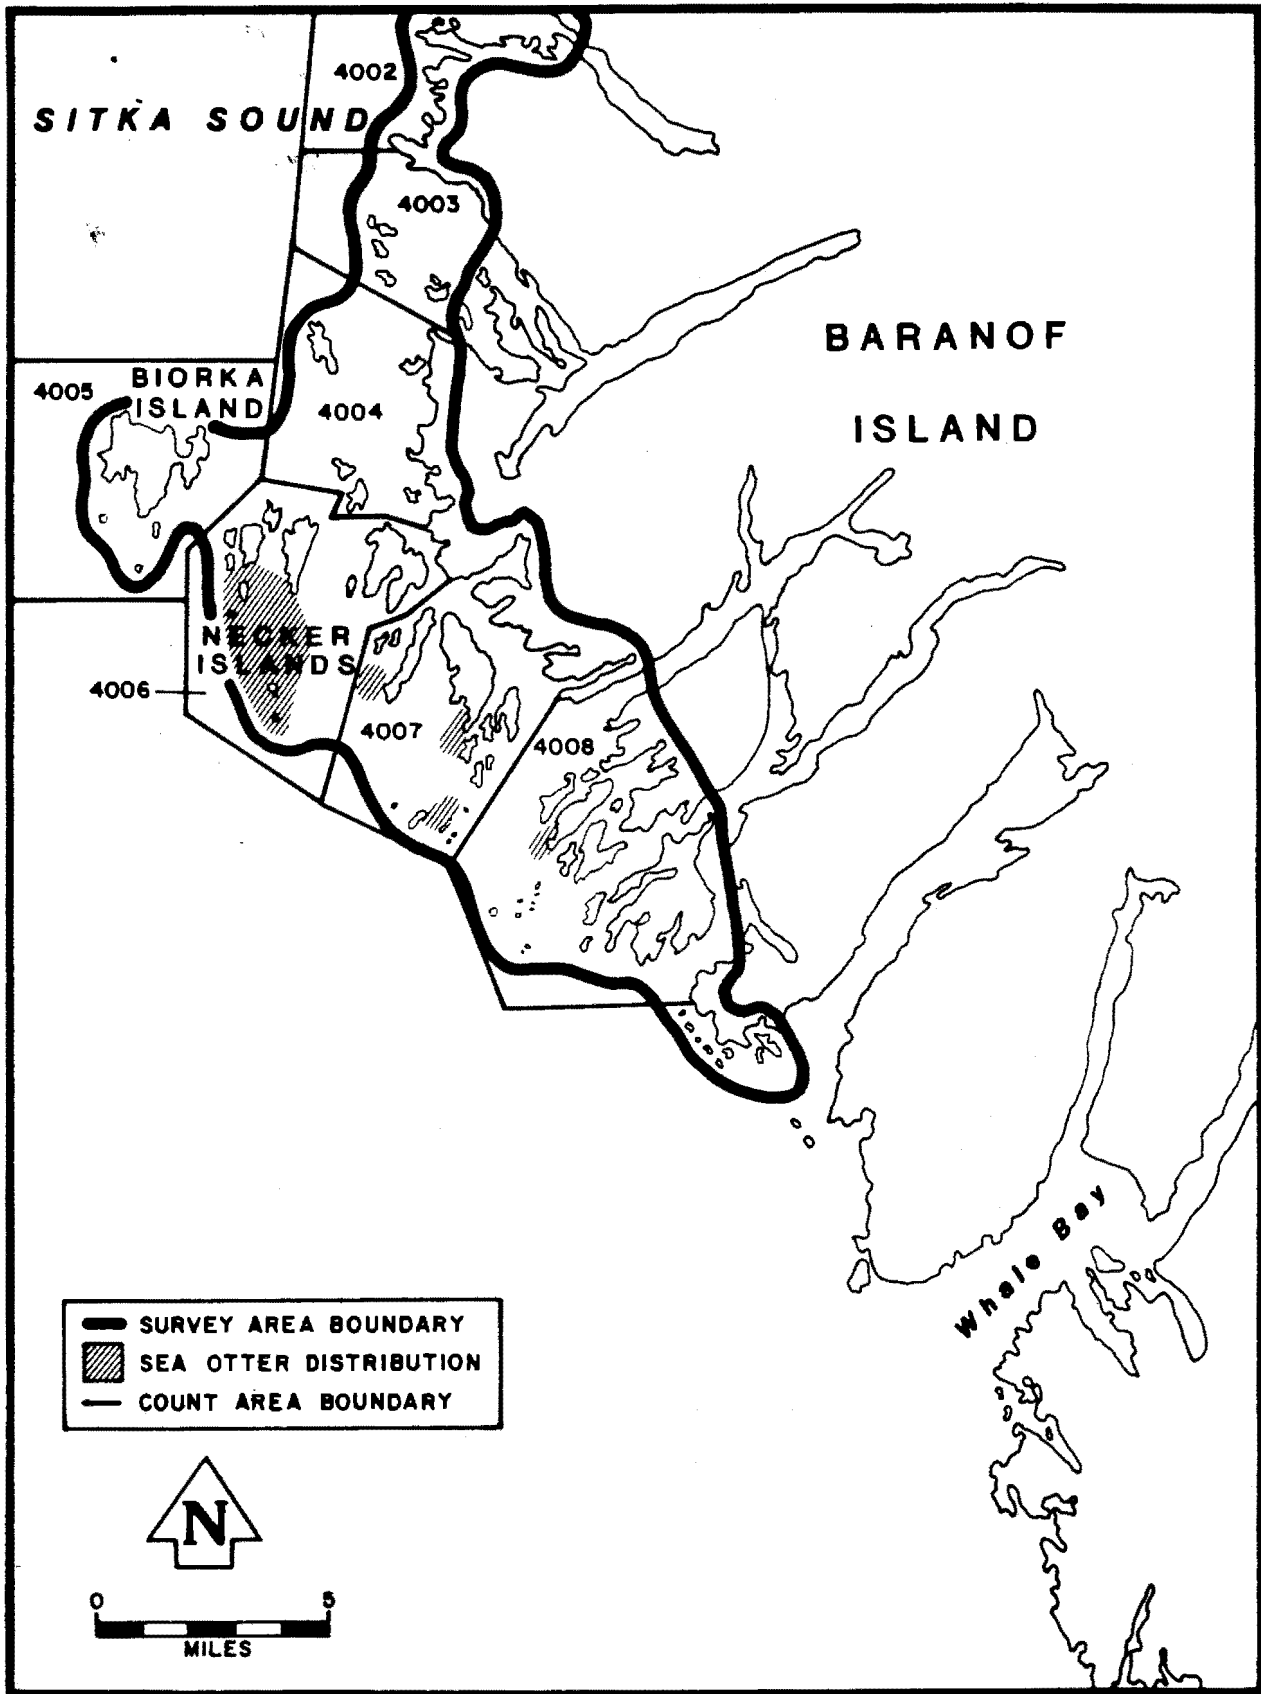 4002
SITKA SOUND
4003
BARANOF
ISLAND
4005
BIORKA
ISLAND
4004
NECKER
ISLANDS
4006
4007
4008
Whale Bay
SURVEY AREA BOUNDARY
SEA OTTER DISTRIBUTION
COUNT AREA BOUNDARY
N
0 5
MILES